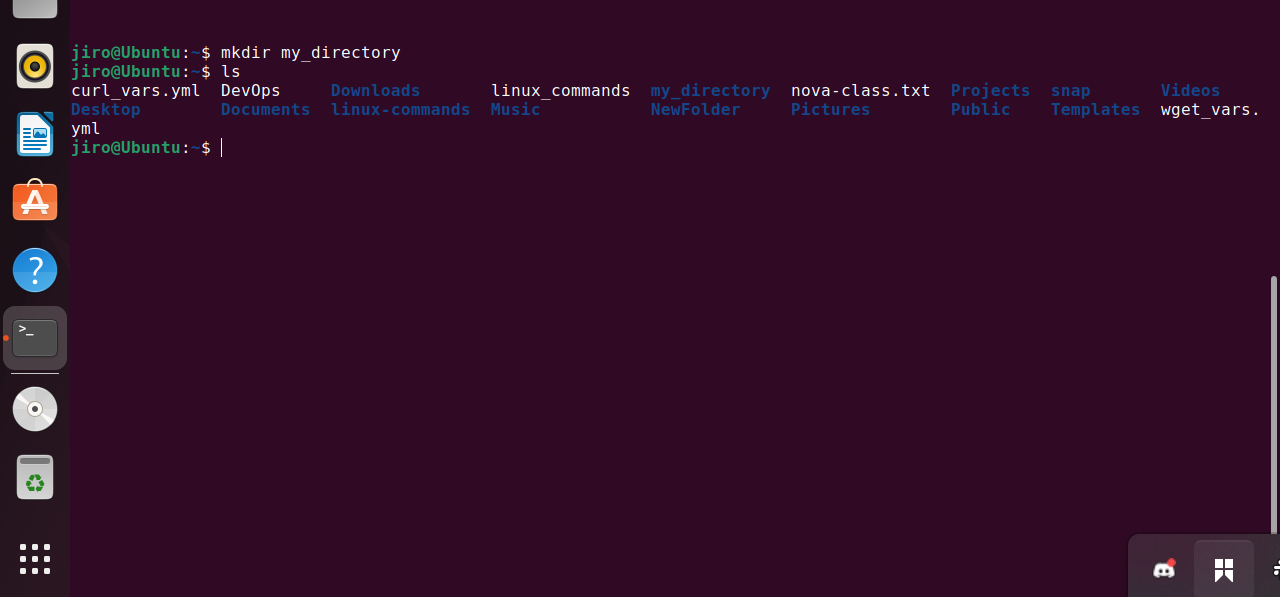 jiro@Ubuntu:~$ mkdir my_directory
jiro@Ubuntu:~$ ls
curl_vars.yml  DevOps     Downloads       linux_commands  my_directory  nova-class.txt  Projects  snap       Videos
Desktop        Documents  linux-commands  Music           NewFolder     Pictures        Public    Templates  wget_vars.
yml
jiro@Ubuntu:~$